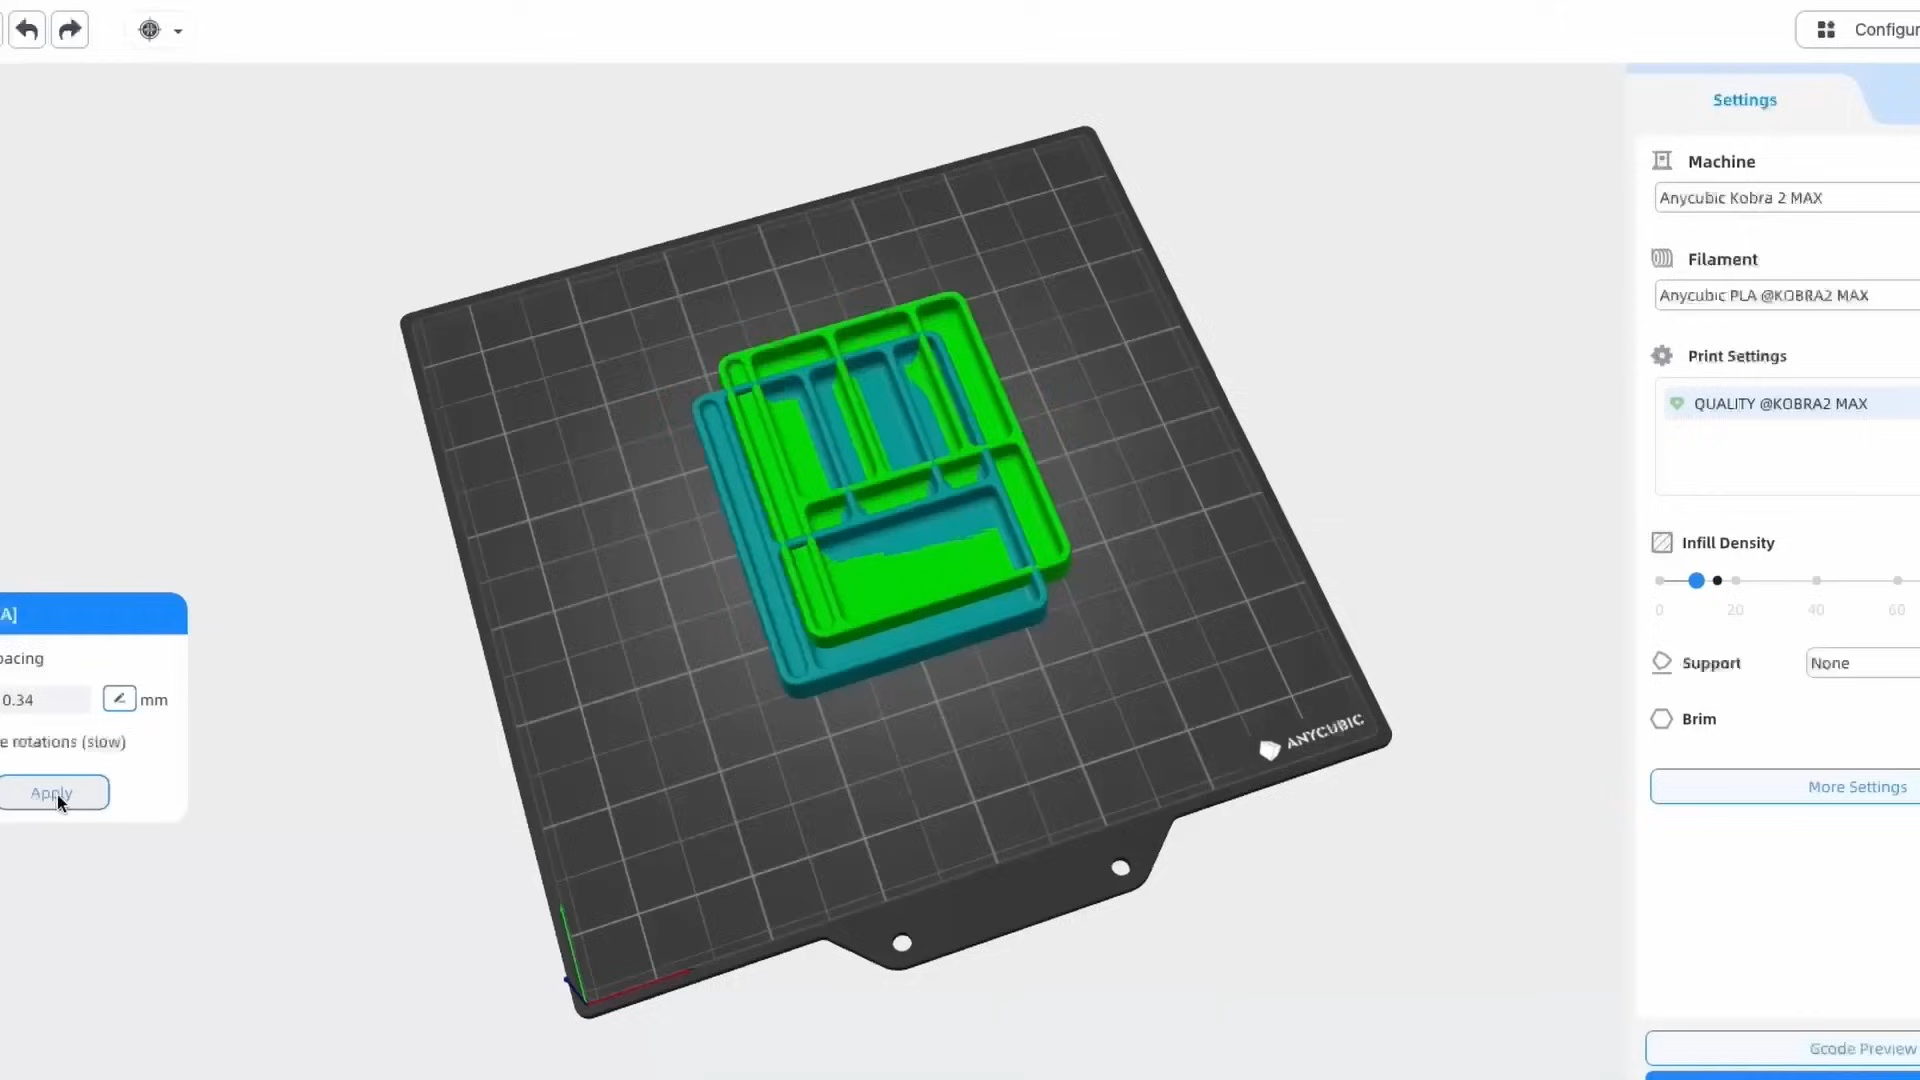 Configur
Settings
Machine
Anycubic Kobra 2 MAX
Filament
Anycubic PLA @KOBRA2 MAX
Print Settings
QUALITY @KOBRA2 MAX
Infill Density
0 20 40 60
Support None
Brim
More Settings
Gcode Preview
A]
pacing
0.34 mm
e rotations (slow)
Apply
ANYCUBIC